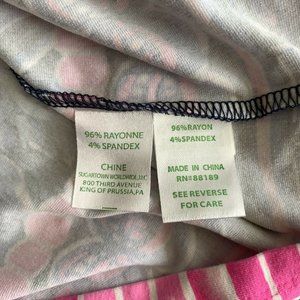 96% RAYONNE
4% SPANDEX
CHINE
SUGARTOWN WORLDWIDE, LLC
800 THIRD AVENUE
KING OF PRUSSIA, PA
96% RAYON
4% SPANDEX
MADE IN CHINA
RN#88189
SEE REVERSE
FOR CARE